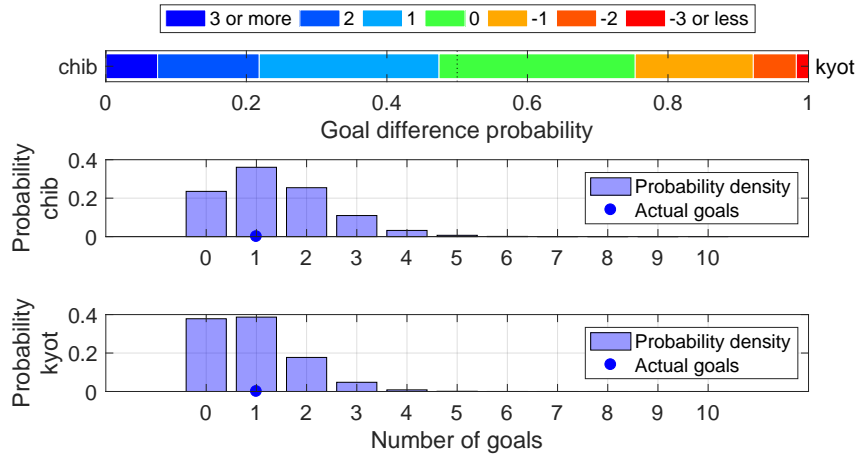 3 or more 2 1 0 -1 -2 -3 or less
chib kyot
0 0.2 0.4 0.6 0.8 1
Goal difference probability
Probability
chib
0.4
0.2
0
Probability density
Actual goals
0 1 2 3 4 5 6 7 8 9 10
Probability
kyot
0.4
0.2
0
Probability density
Actual goals
0 1 2 3 4 5 6 7 8 9 10
Number of goals